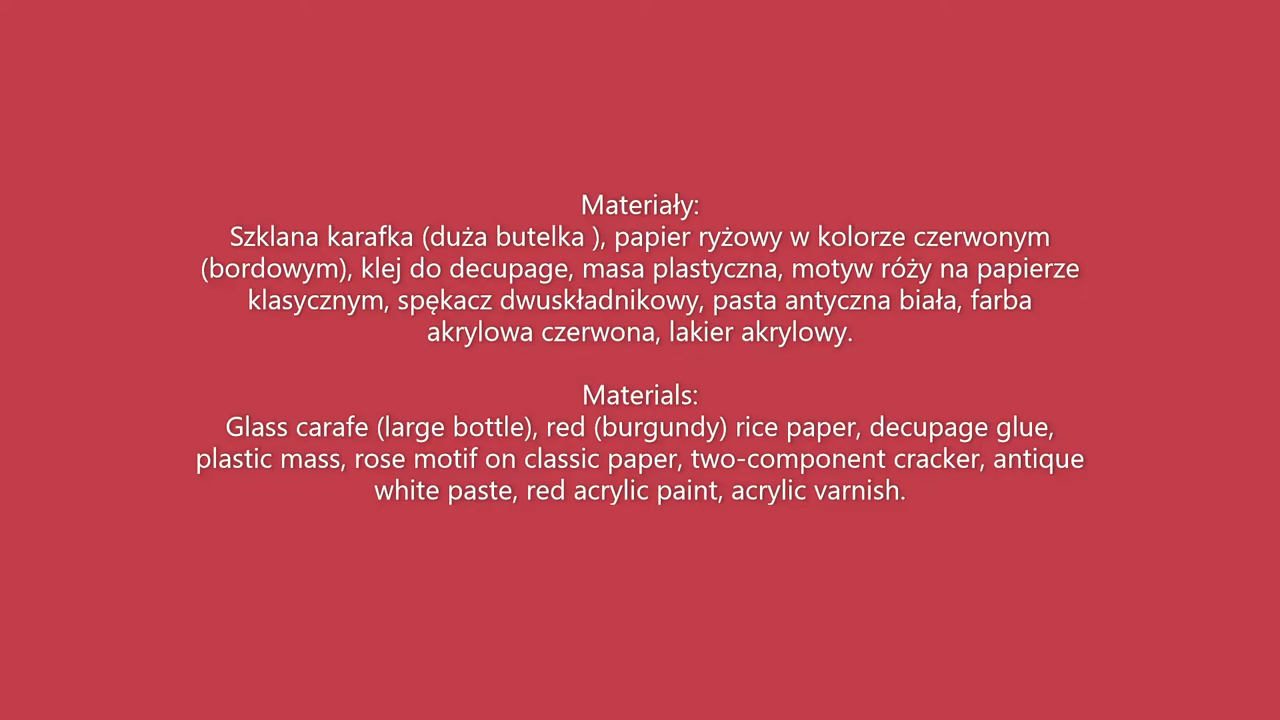 Materiały:
Szklana karafka (duża butelka ), papier ryżowy w kolorze czerwonym
(bordowym), klej do decupage, masa plastyczna, motyw róży na papierze
klasycznym, spękacz dwuskładnikowy, pasta antyczna biała, farba
akrylowa czerwona, lakier akrylowy.
Materials:
Glass carafe (large bottle), red (burgundy) rice paper, decupage glue,
plastic mass, rose motif on classic paper, two-component cracker, antique
white paste, red acrylic paint, acrylic varnish.